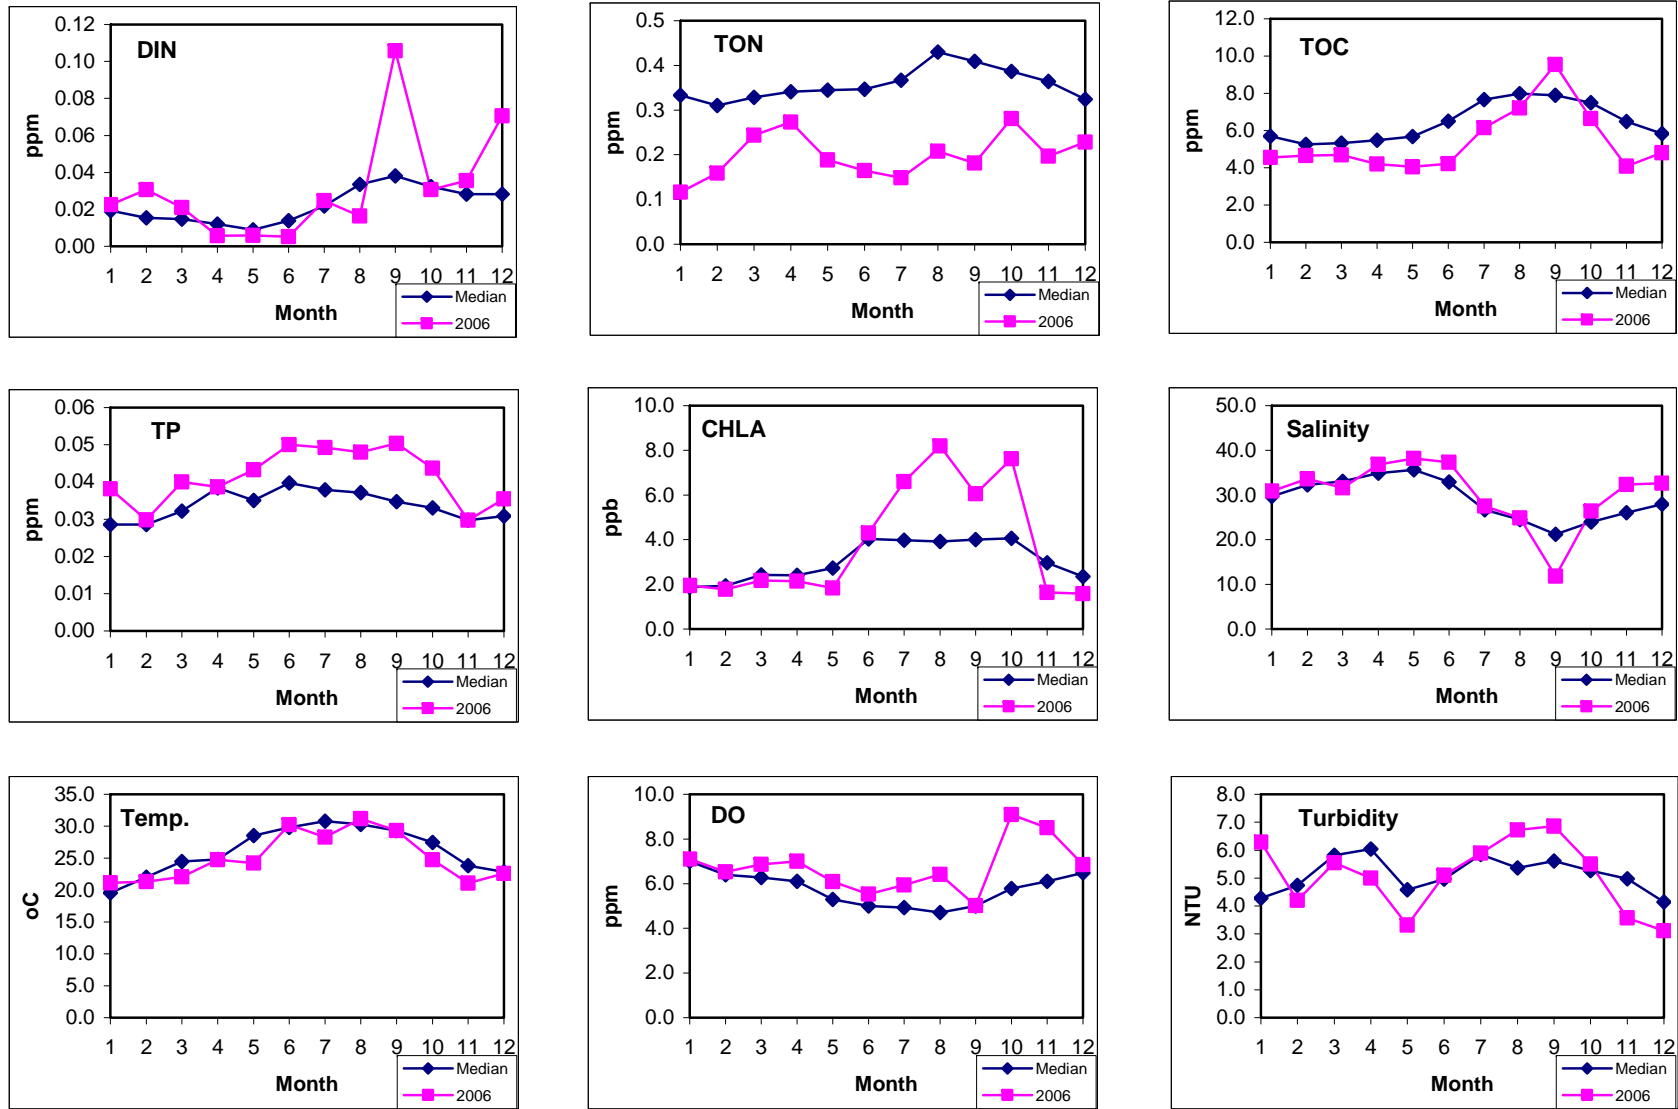 DIN
ppm
0.12
0.10
0.08
0.06
0.04
0.02
0.00
1 2 3 4 5 6 7 8 9 10 11 12
Month
Median
2006
TON
ppm
0.5
0.4
0.3
0.2
0.1
0.0
1 2 3 4 5 6 7 8 9 10 11 12
Month
Median
2006
TOC
ppm
12.0
10.0
8.0
6.0
4.0
2.0
0.0
1 2 3 4 5 6 7 8 9 10 11 12
Month
Median
2006
TP
ppm
0.06
0.05
0.04
0.03
0.02
0.01
0.00
1 2 3 4 5 6 7 8 9 10 11 12
Month
Median
2006
CHLA
ppb
10.0
8.0
6.0
4.0
2.0
0.0
1 2 3 4 5 6 7 8 9 10 11 12
Month
Median
2006
Salinity
50.0
40.0
30.0
20.0
10.0
0.0
1 2 3 4 5 6 7 8 9 10 11 12
Month
Median
2006
Temp.
oC
35.0
30.0
25.0
20.0
15.0
10.0
5.0
0.0
1 2 3 4 5 6 7 8 9 10 11 12
Month
Median
2006
DO
ppm
10.0
8.0
6.0
4.0
2.0
0.0
1 2 3 4 5 6 7 8 9 10 11 12
Month
Median
2006
Turbidity
NTU
8.0
7.0
6.0
5.0
4.0
3.0
2.0
1.0
0.0
1 2 3 4 5 6 7 8 9 10 11 12
Month
Median
2006